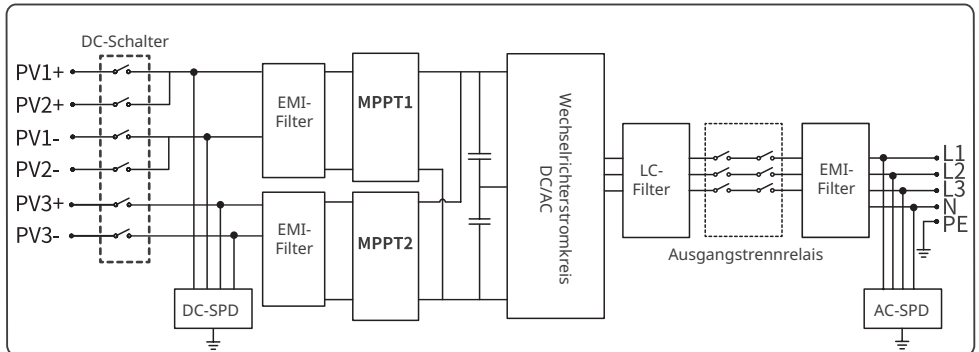 DC-Schalter
PV1+
PV2+
PV1-
PV2-
PV3+
PV3-
EMI-
Filter
MPPT1
EMI-
Filter
MPPT2
DC-SPD
Wechselrichterstromkreis
DC/AC
LC-
Filter
Ausgangstrennrelais
EMI-
Filter
L1
L2
L3
N
PE
AC-SPD